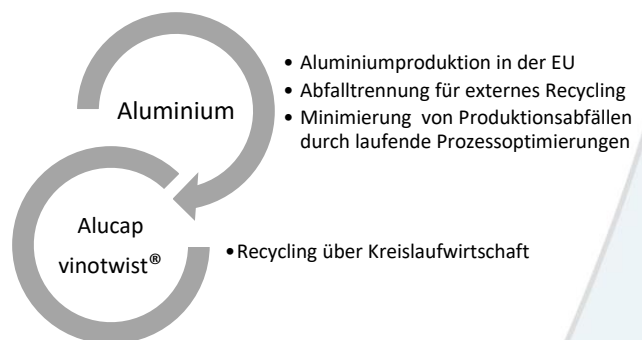 Aluminium
• Aluminiumproduktion in der EU
• Abfalltrennung für externes Recycling
• Minimierung von Produktionsabfällen
durch laufende Prozessoptimierungen
Alucap
vinotwist®
• Recycling über Kreislaufwirtschaft